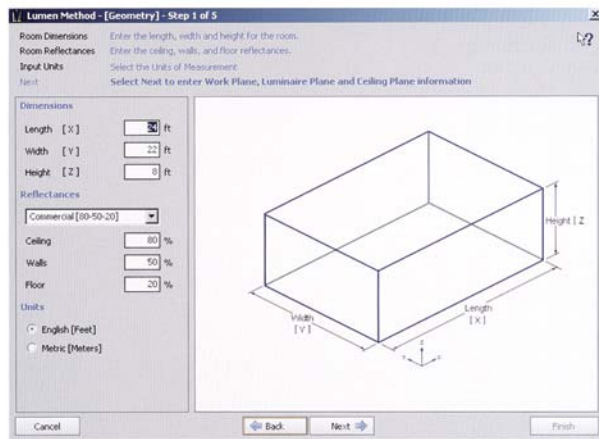 Lumen Method - [Geometry] - Step 1 of 5
Room Dimensions Enter the length, width and height for the room.
Room Reflectances Enter the ceiling, walls, and floor reflectances.
Input Units Select the Units of Measurement
Next Select Next to enter Work Plane, Luminaire Plane and Ceiling Plane information
Dimensions
Length [X] 24 ft
Width [Y] 22 ft
Height [Z] 8 ft
Reflectances
Commercial [80-50-20]
Ceiling 80 %
Walls 50 %
Floor 20 %
Units
English [Feet]
Metric [Meters]
Height [ Z
Length
[X]
Width
[Y]
Z
Cancel
Back
Next
Finish